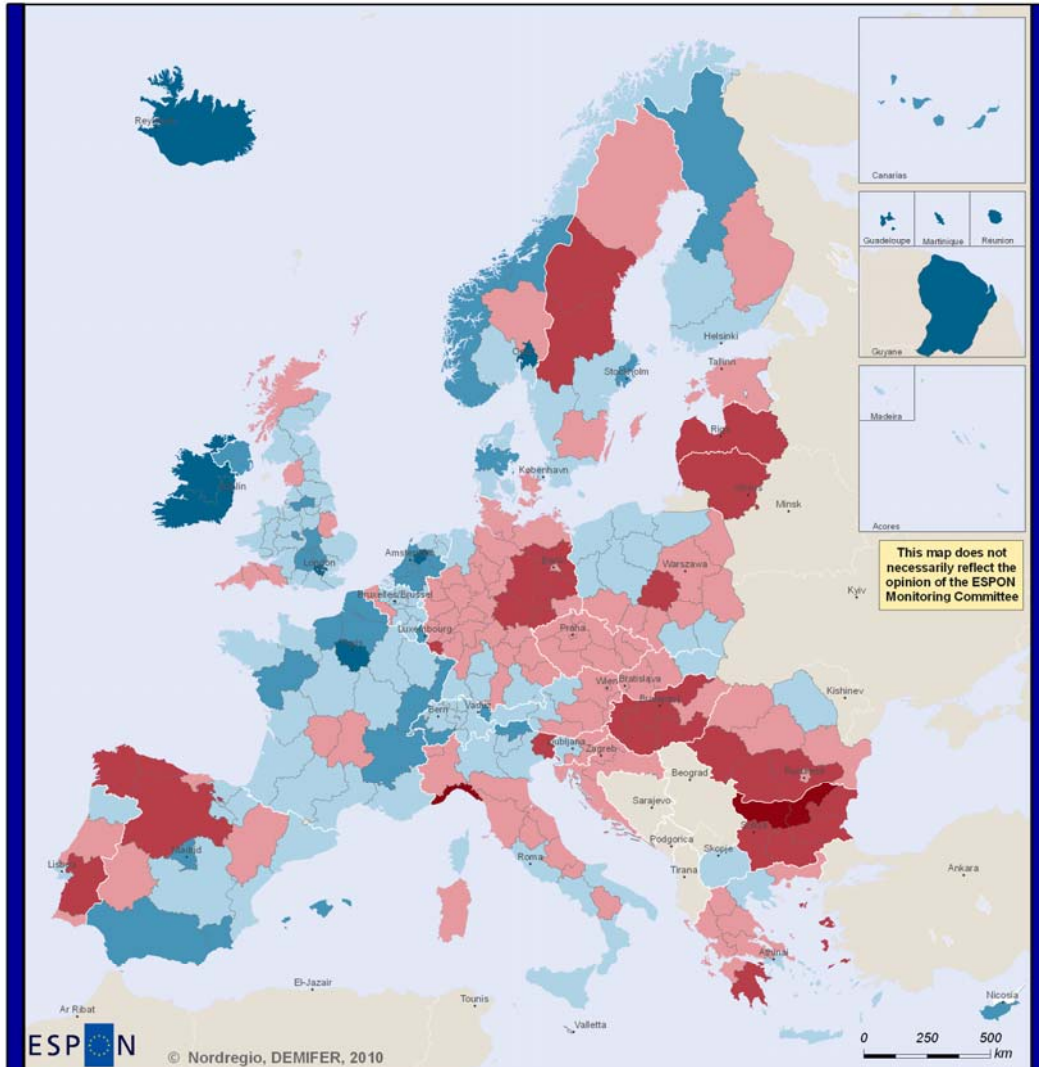 Reykjavik
Canarias
Guadeloupe
Martinique
Réunion
Guyane
Madeira
Acores
This map does not
necessarily reflect the
opinion of the ESPON
Monitoring Committee
Helsinki
Tallinn
Stockholm
Riga
København
Minsk
Dublin
London
Amsterdam
Warszawa
Kyiv
Bruxelles/Brussel
Luxembourg
Praha
Paris
Wien
Bratislava
Kishinev
Budapest
Bern
Vaduz
Ljubljana
Zagreb
Beograd
Sarajevo
Podgorica
Skopje
Tirana
Roma
Madrid
Lisboa
Ankara
El-Jazair
Tounis
Ar Ribat
Valletta
Nicosia
ESPON
© Nordregio, DEMIFER, 2010
0 250 500
km